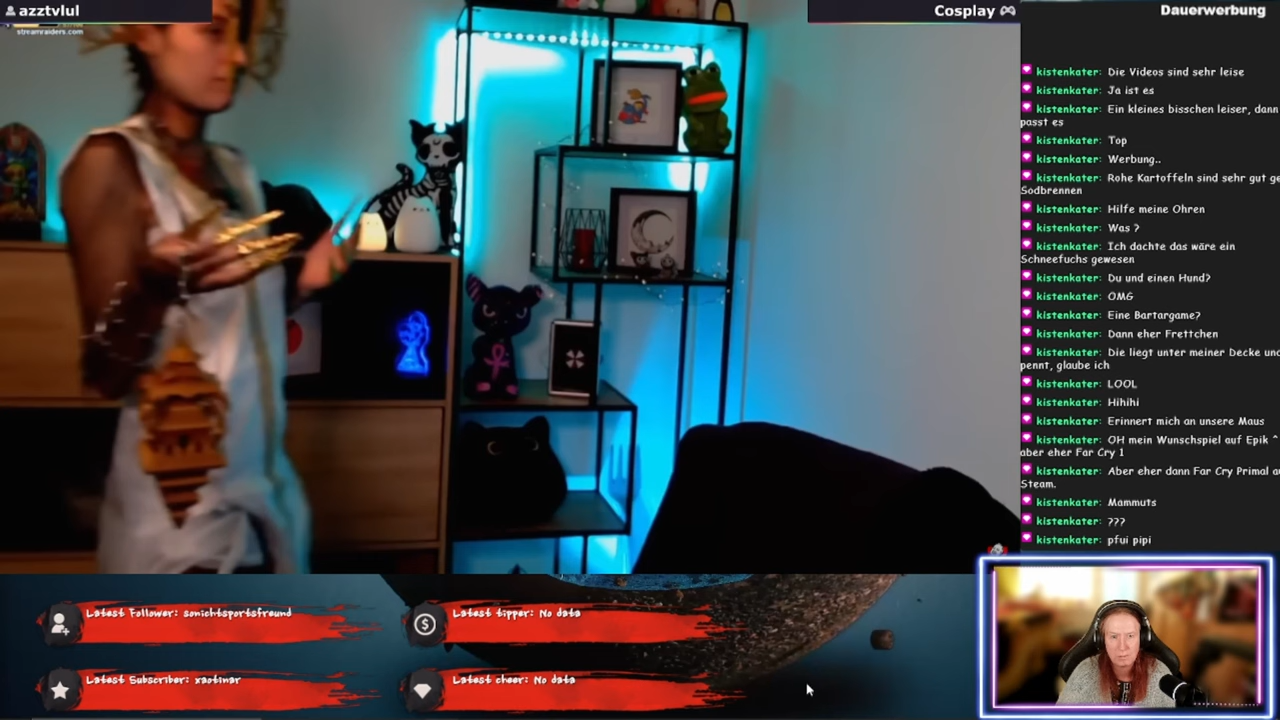 azztvlul
streamraiders.com
Cosplay
Dauerwerbung
kistenkater: Die Videos sind sehr leise
kistenkater: Ja ist es
kistenkater: Ein kleines bisschen leiser, dann
passt es
kistenkater: Top
kistenkater: Werbung..
kistenkater: Rohe Kartoffeln sind sehr gut ge
Sodbrennen
kistenkater: Hilfe meine Ohren
kistenkater: Was ?
kistenkater: Ich dachte das wäre ein
Schneefuchs gewesen
kistenkater: Du und einen Hund?
kistenkater: OMG
kistenkater: Eine Bartargame?
kistenkater: Dann eher Frettchen
kistenkater: Die liegt unter meiner Decke und
pennt, glaube ich
kistenkater: LOOL
kistenkater: Hihihi
kistenkater: Erinnert mich an unsere Maus
kistenkater: OH mein Wunschspiel auf Epik ^
aber eher Far Cry 1
kistenkater: Aber eher dann Far Cry Primal a
Steam.
kistenkater: Mammuts
kistenkater: ???
kistenkater: pfui pipi
Latest Follower: sonichtsportsfreund
Latest tipper: No data
Latest Subscriber: xaotinar
Latest cheer: No data